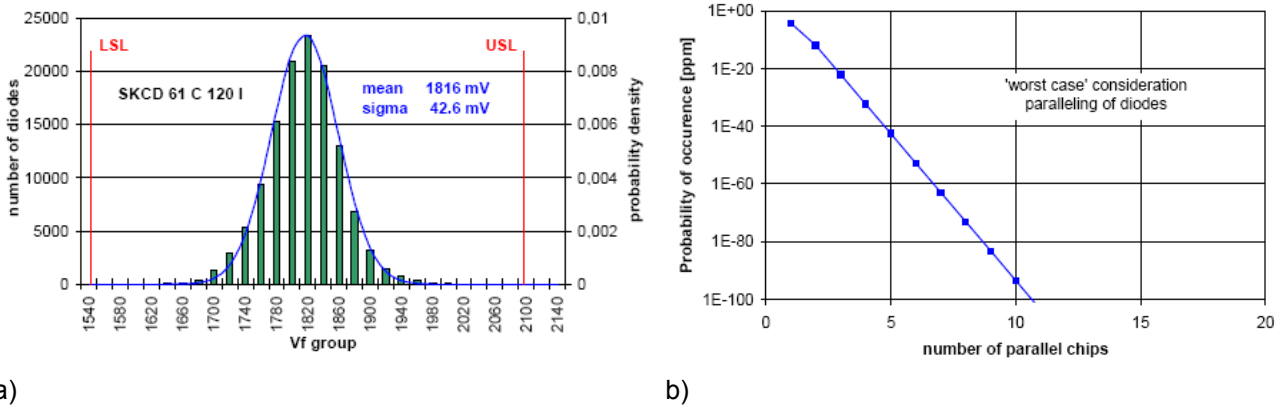 25000
20000
15000
10000
5000
0
number of diodes
LSL
USL
SKCD 61 C 120 I
mean 1816 mV
sigma 42.6 mV
0,01
0,008
0,006
0,004
0,002
0
probability density
1540 1580 1620 1660 1700 1740 1780 1820 1860 1900 1940 1980 2020 2060 2100 2140
Vf group
a)
1E+00
1E-20
1E-40
1E-60
1E-80
1E-100
Probability of occurence [ppm]
'worst case' consideration
paralleling of diodes
0 5 10 15 20
number of parallel chips
b)